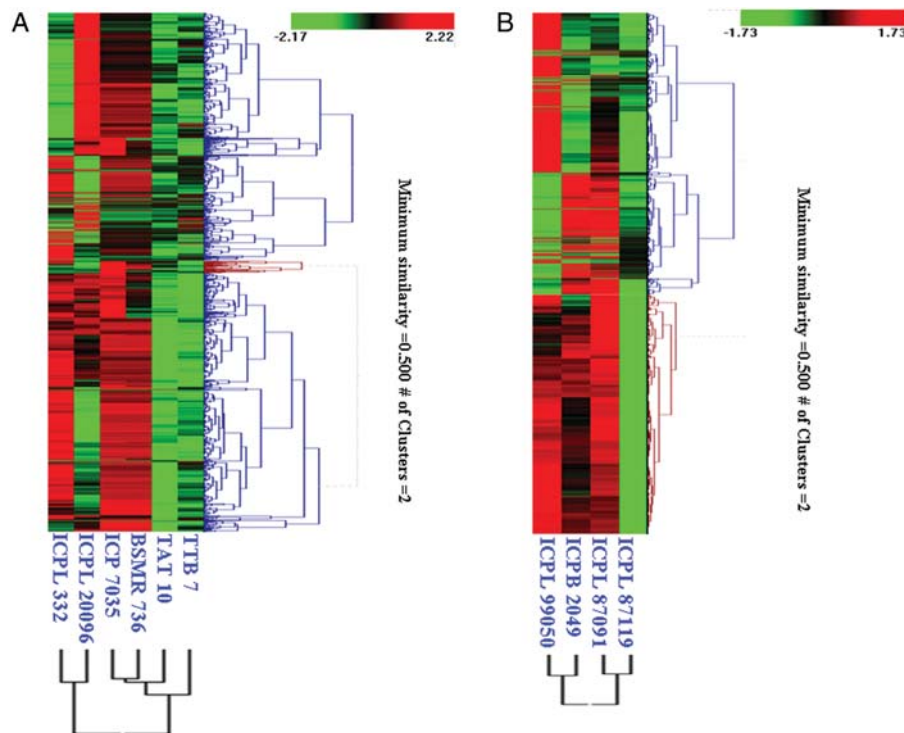 A
-2.17 2.22
Minimum similarity =0.500 # of Clusters =2
ICPL 332
ICPL 20096
ICP 7035
BSMR 736
TAT 10
TTB 7
B
-1.73 1.73
Minimum similarity =0.500 # of Clusters =2
ICPL 99050
ICPB 2049
ICPL 87091
ICPL 87119